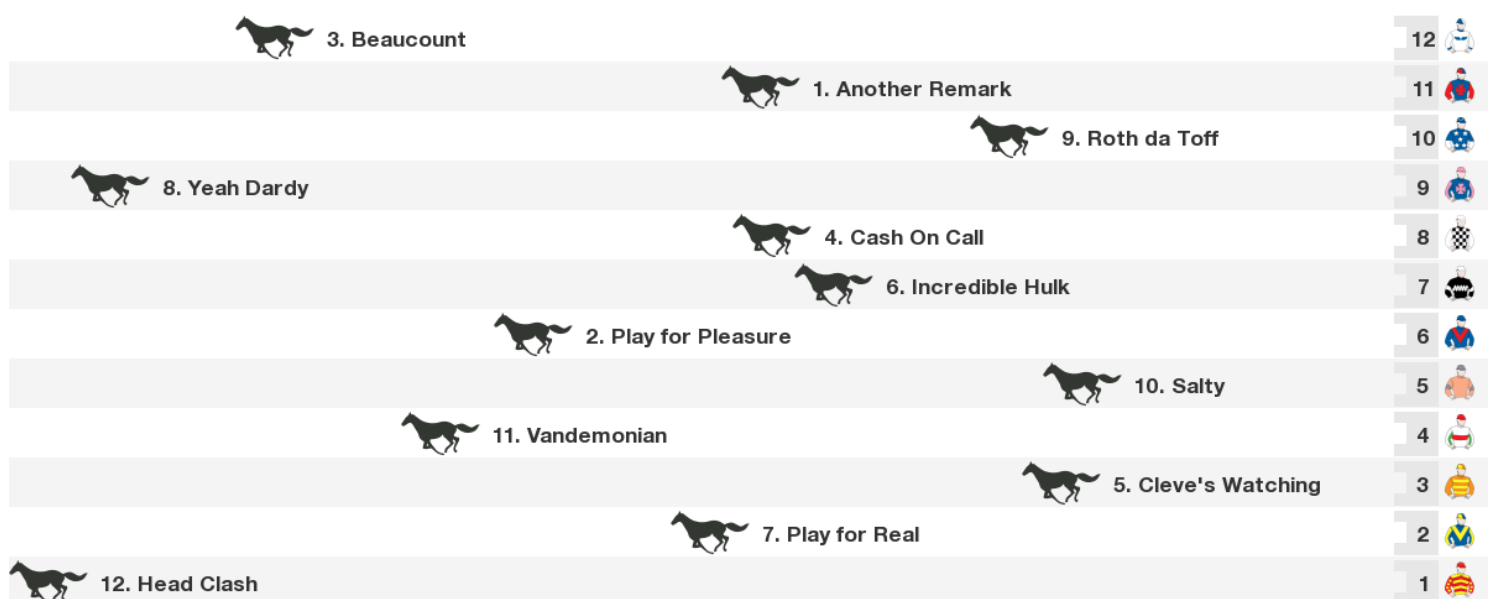 3. Beaucount 12
1. Another Remark 11
9. Roth da Toff 10
8. Yeah Dardy 9
4. Cash On Call 8
6. Incredible Hulk 7
2. Play for Pleasure 6
10. Salty 5
11. Vandemonian 4
5. Cleve's Watching 3
7. Play for Real 2
12. Head Clash 1